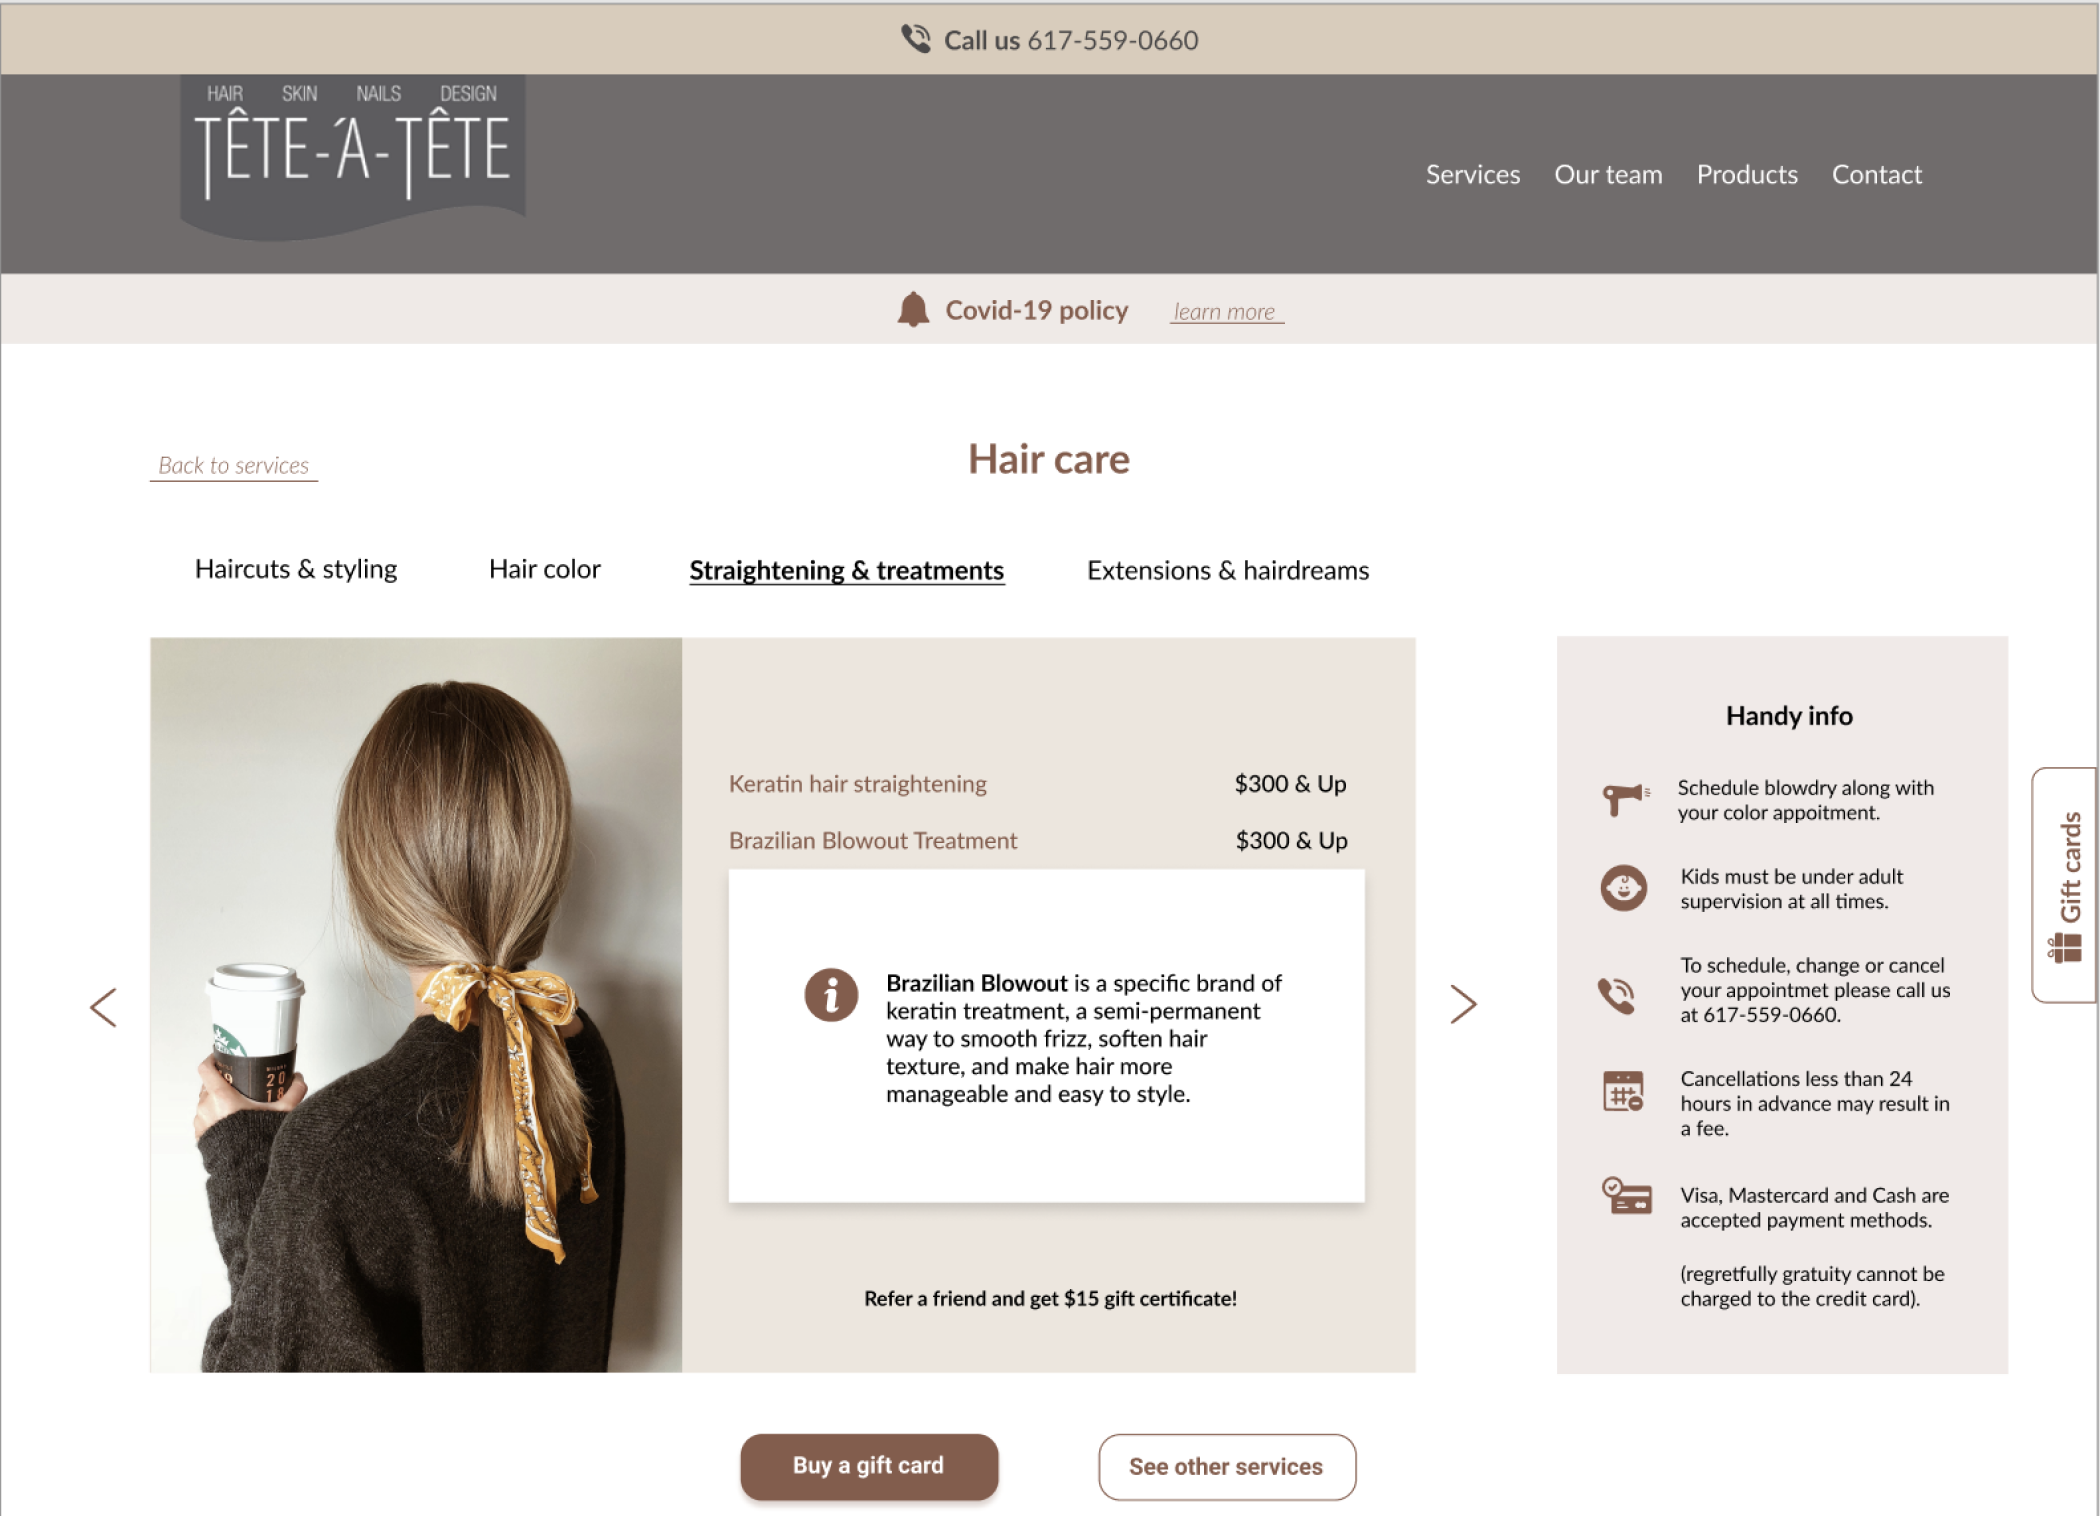 Call us 617-559-0660
HAIR SKIN NAILS DESIGN
TÊTE-'A-TÊTE
Services Our team Products Contact
Covid-19 policy learn more
Back to services
Hair care
Haircuts & styling Hair color Straightening & treatments Extensions & hairdreams
Keratin hair straightening $300 & Up
Brazilian Blowout Treatment $300 & Up
Brazilian Blowout is a specific brand of
keratin treatment, a semi-permanent
way to smooth frizz, soften hair
texture, and make hair more
manageable and easy to style.
Refer a friend and get $15 gift certificate!
20
18
<
>
Handy info
Schedule blowdry along with
your color appoitment.
Kids must be under adult
supervision at all times.
To schedule, change or cancel
your appointmet please call us
at 617-559-0660.
Cancellations less than 24
hours in advance may result in
a fee.
Visa, Mastercard and Cash are
accepted payment methods.
(regretfully gratuity cannot be
charged to the credit card).
Gift cards
Buy a gift card
See other services